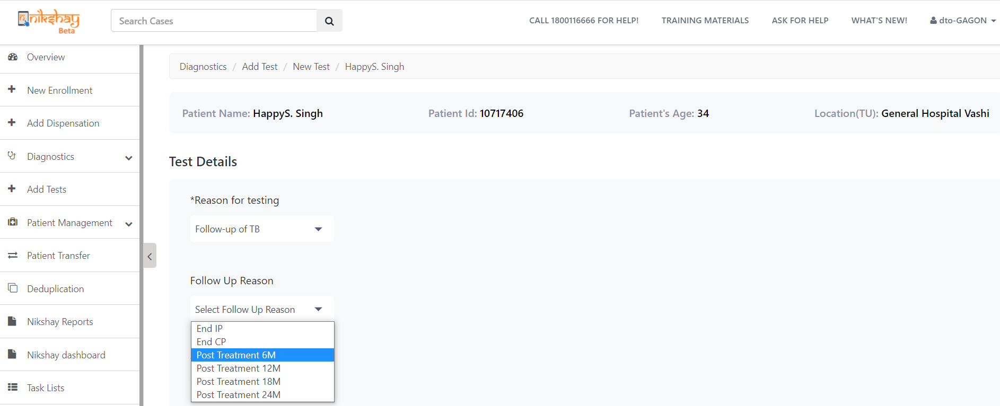 nikshay
Beta
Search Cases
CALL 1800116666 FOR HELP!
TRAINING MATERIALS
ASK FOR HELP
WHAT'S NEW!
dto-GAGON
Overview
New Enrollment
Add Dispensation
Diagnostics
Add Tests
Patient Management
Patient Transfer
Deduplication
Nikshay Reports
Nikshay dashboard
Task Lists
Diagnostics / Add Test / New Test / HappyS. Singh
Patient Name: HappyS. Singh
Patient Id: 10717406
Patient's Age: 34
Location(TU): General Hospital Vashi
Test Details
*Reason for testing
Follow-up of TB
Follow Up Reason
Select Follow Up Reason
End IP
End CP
Post Treatment 6M
Post Treatment 12M
Post Treatment 18M
Post Treatment 24M